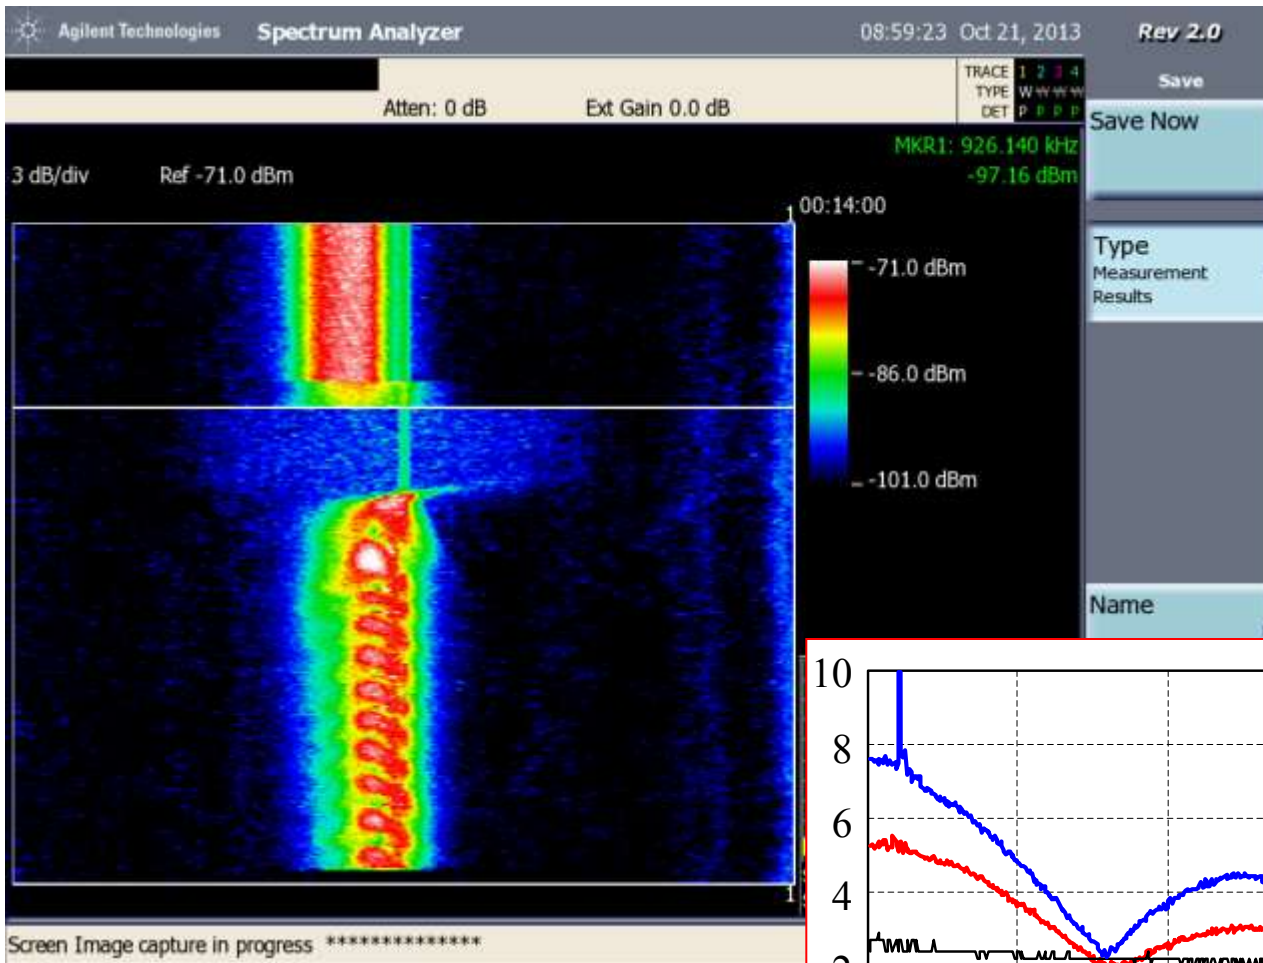 Agilent Technologies Spectrum Analyzer 08:59:23 Oct 21, 2013 Rev 2.0
Save
TRACE 1 2 3 4
TYPE W W W W
Atten: 0 dB Ext Gain 0.0 dB DET P P P P
Save Now
MKR1: 926.140 kHz
3 dB/div Ref -71.0 dBm -97.16 dBm
1 00:14:00
Type
Measurement
Results
-71.0 dBm
-86.0 dBm
-101.0 dBm
Name
10
8
6
4
2
1
Screen Image capture in progress **************